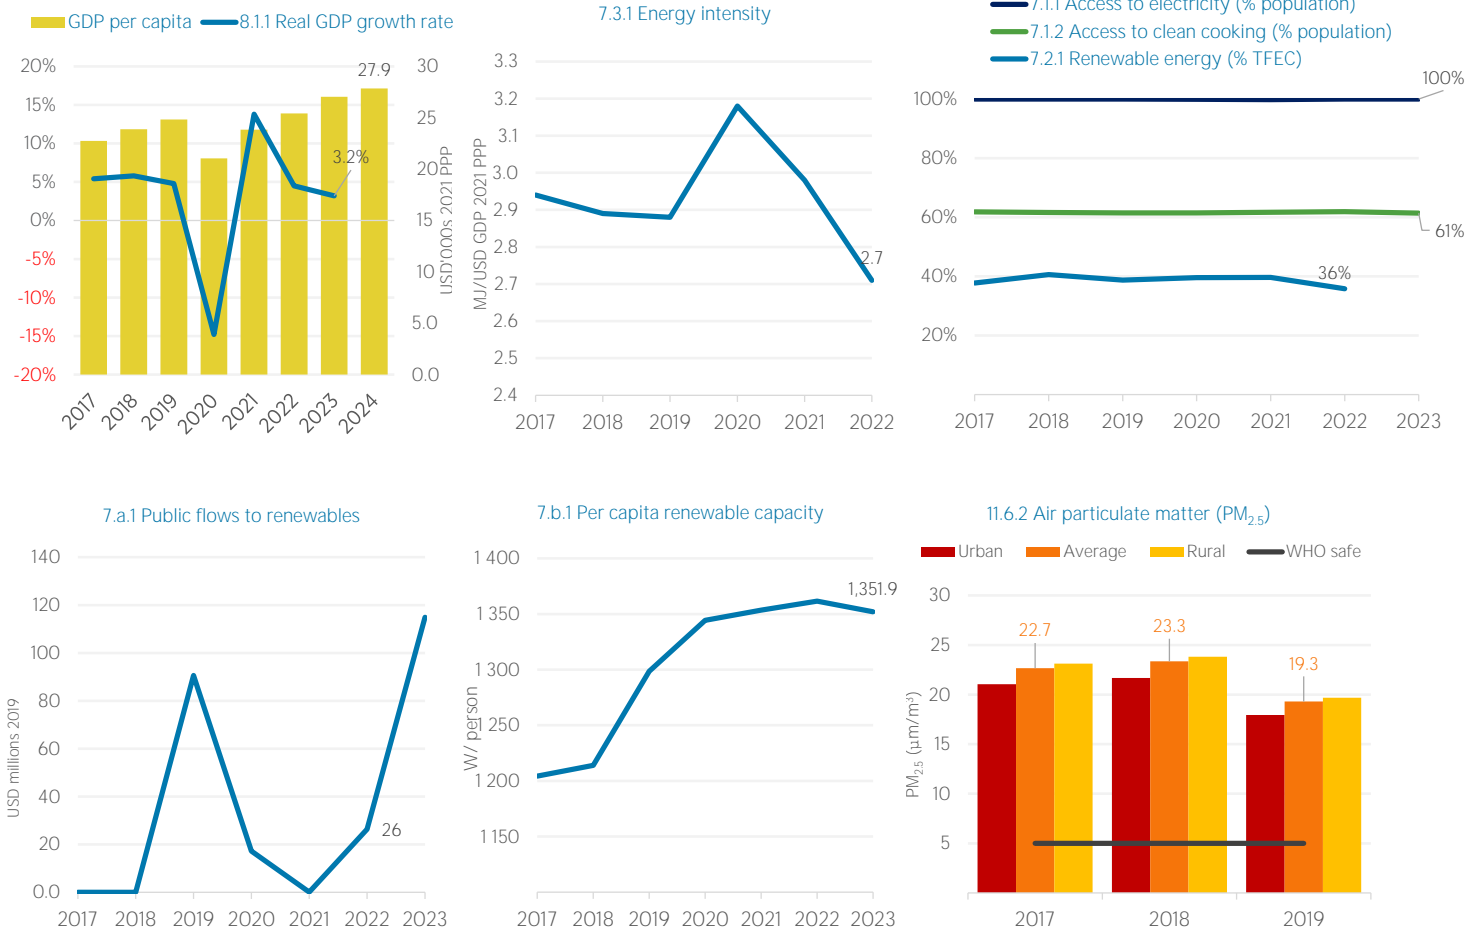 GDP per capita 8.1.1 Real GDP growth rate
20% 30
15% 25
10% 20
5%
0% 15
-5%
-10% 10
-15% 5.0
-20% 0.0
27.9
3.2%
USD'000s 2021 PPP
2017 2018 2019 2020 2021 2022 2023 2024
7.3.1 Energy intensity
3.3
3.2
3.1
3.0
2.9
2.8
2.7
2.6
2.5
2.4
2.7
MJ/USD GDP 2021 PPP
2017 2018 2019 2020 2021 2022
7.1.1 Access to electricity (% population)
7.1.2 Access to clean cooking (% population)
7.2.1 Renewable energy (% TFEC)
100%
100%
80%
60%
61%
40%
36%
20%
2017 2018 2019 2020 2021 2022 2023
7.a.1 Public flows to renewables
140
120
100
80
60
40
20
0.0
26
USD millions 2019
2017 2018 2019 2020 2021 2022 2023
7.b.1 Per capita renewable capacity
1 400
1 350
1 300
1 250
1 200
1 150
1,351.9
W/ person
2017 2018 2019 2020 2021 2022 2023
11.6.2 Air particulate matter (PM2.5)
Urban Average Rural WHO safe
30
25
20
15
10
5
22.7
23.3
19.3
PM2.5 (µm/m³)
2017 2018 2019